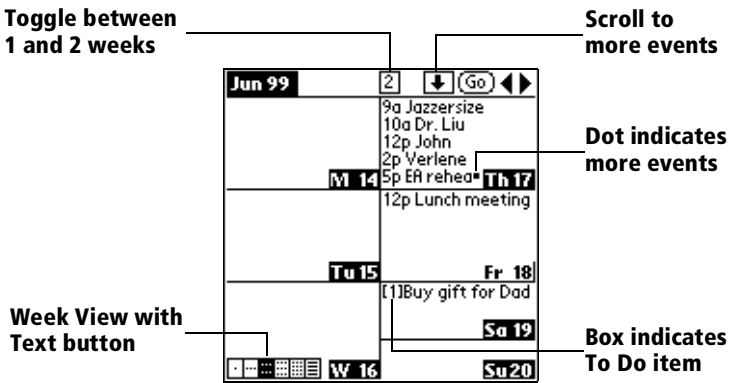 Toggle between
1 and 2 weeks
Scroll to
more events
Jun 99
2
Go
9a Jazzersize
10a Dr. Liu
12p John
2p Verlene
5p EA rehea
M 14
Th 17
Dot indicates
more events
12p Lunch meeting
Tu 15
Fr 18
[1]Buy gift for Dad
Sa 19
Week View with
Text button
W 16
Su 20
Box indicates
To Do item